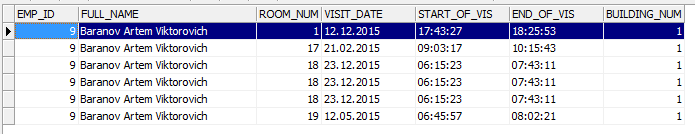 EMP_ID FULL_NAME ROOM_NUM VISIT_DATE START_OF_VIS END_OF_VIS BUILDING_NUM
9 Baranov Artem Viktorovich 1 12.12.2015 17:43:27 18:25:53 1
9 Baranov Artem Viktorovich 17 21.02.2015 09:03:17 10:15:43 1
9 Baranov Artem Viktorovich 18 23.12.2015 06:15:23 07:43:11 1
9 Baranov Artem Viktorovich 18 23.12.2015 06:15:23 07:43:11 1
9 Baranov Artem Viktorovich 18 23.12.2015 06:15:23 07:43:11 1
9 Baranov Artem Viktorovich 19 12.05.2015 06:45:57 08:02:21 1